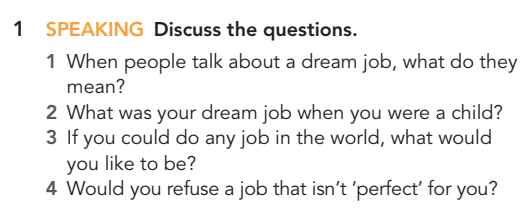 1 SPEAKING Discuss the questions.
1 When people talk about a dream job, what do they
mean?
2 What was your dream job when you were a child?
3 If you could do any job in the world, what would
you like to be?
4 Would you refuse a job that isn't 'perfect' for you?